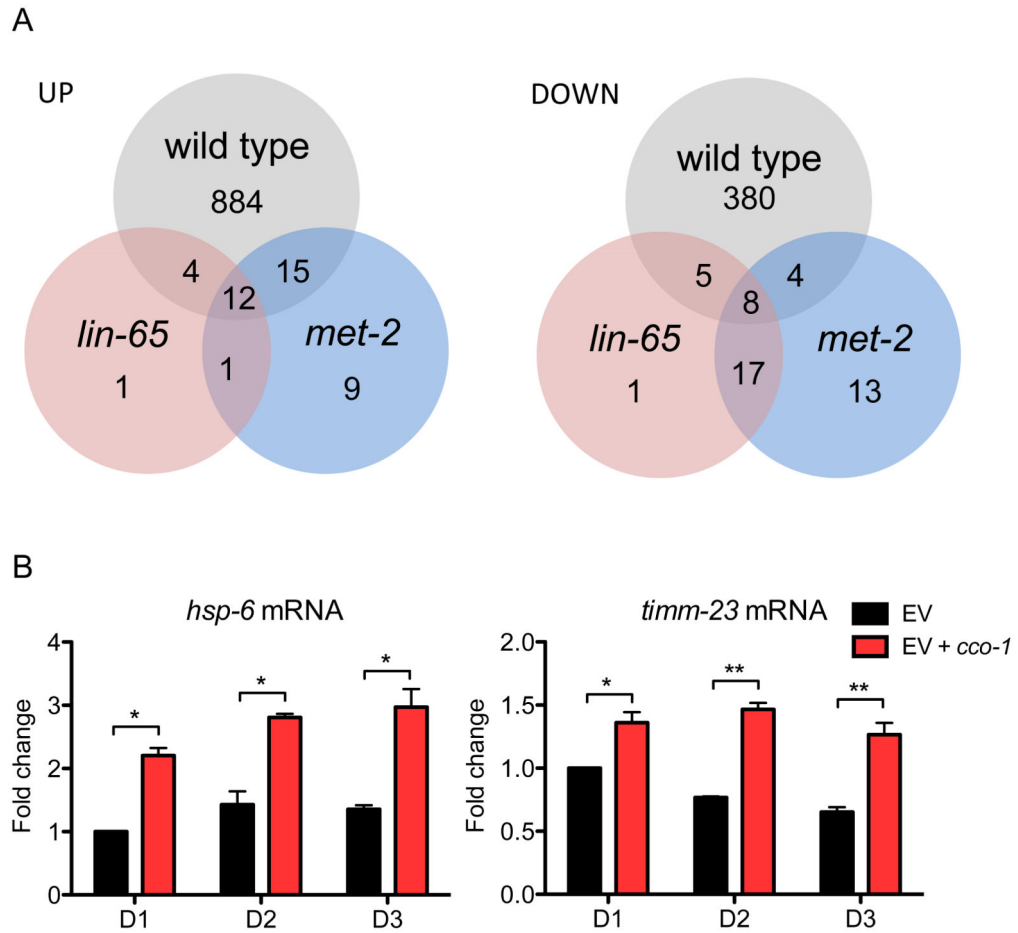 A
UP
wild type
884
4
15
12
lin-65
met-2
1
1
9
DOWN
wild type
380
5
4
8
lin-65
met-2
17
1
13
B
hsp-6 mRNA
Fold change
4
3
2
1
0
*
*
*
D1
D2
D3
timm-23 mRNA
EV
EV + cco-1
Fold change
2.0
1.5
1.0
0.5
0.0
*
**
**
D1
D2
D3